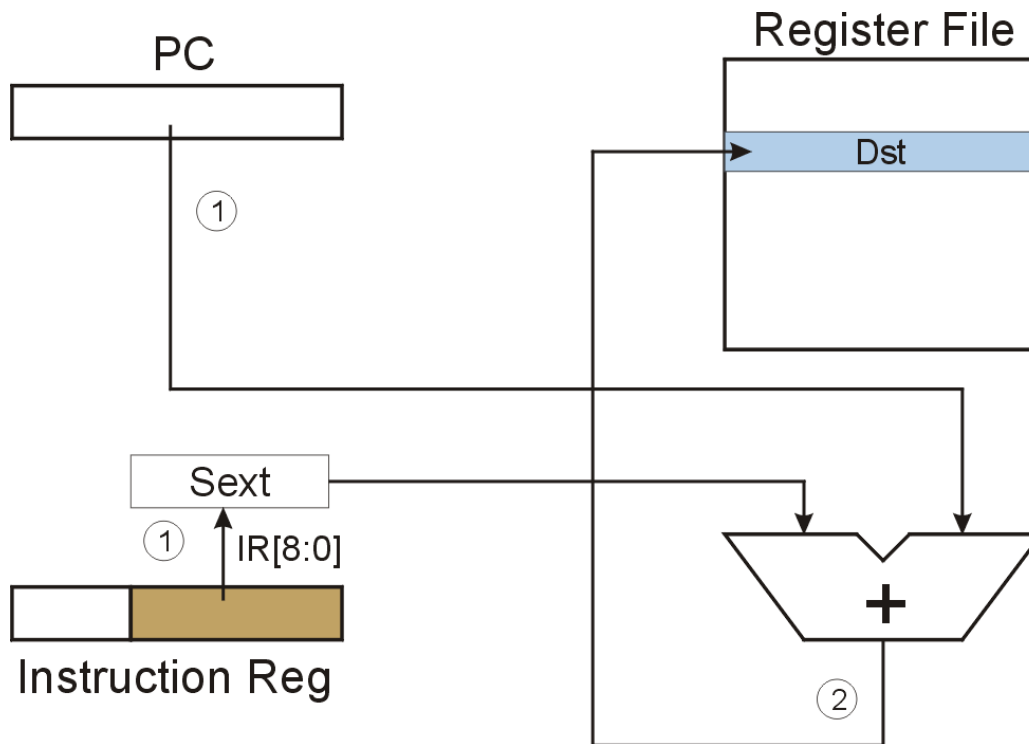 PC
Register File
Dst
1
Sext
1
IR[8:0]
+
Instruction Reg
2